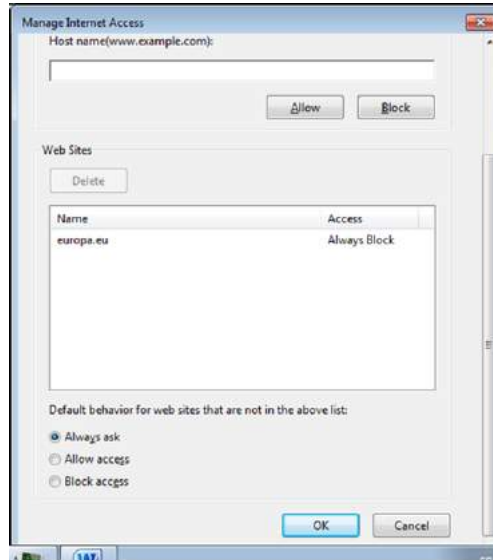 Manage Internet Access
Host name(www.example.com):
Allow Block
Web Sites
Delete
Name Access
europa.eu Always Block
Default behavior for web sites that are not in the above list:
Always ask
Allow access
Block access
OK Cancel